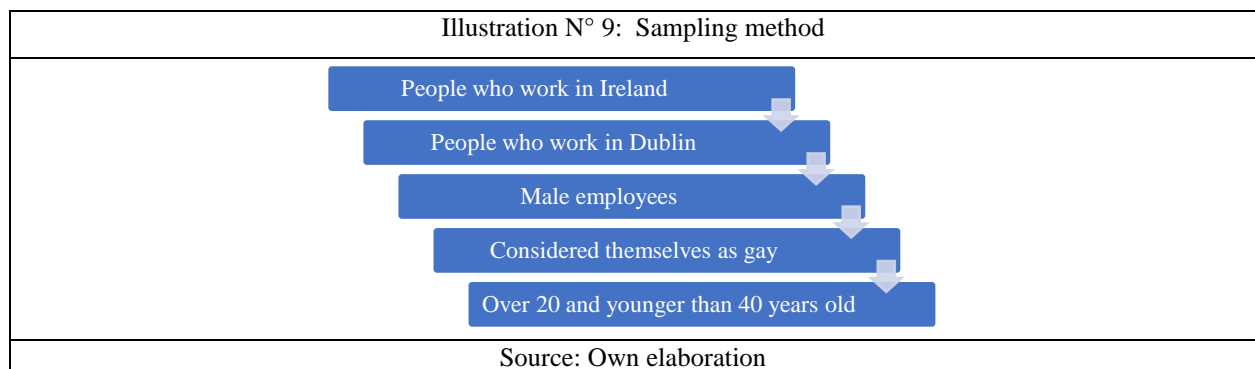 Illustration N° 9:  Sampling method
People who work in Ireland
People who work in Dublin
Male employees
Considered themselves as gay
Over 20 and younger than 40 years old
Source: Own elaboration